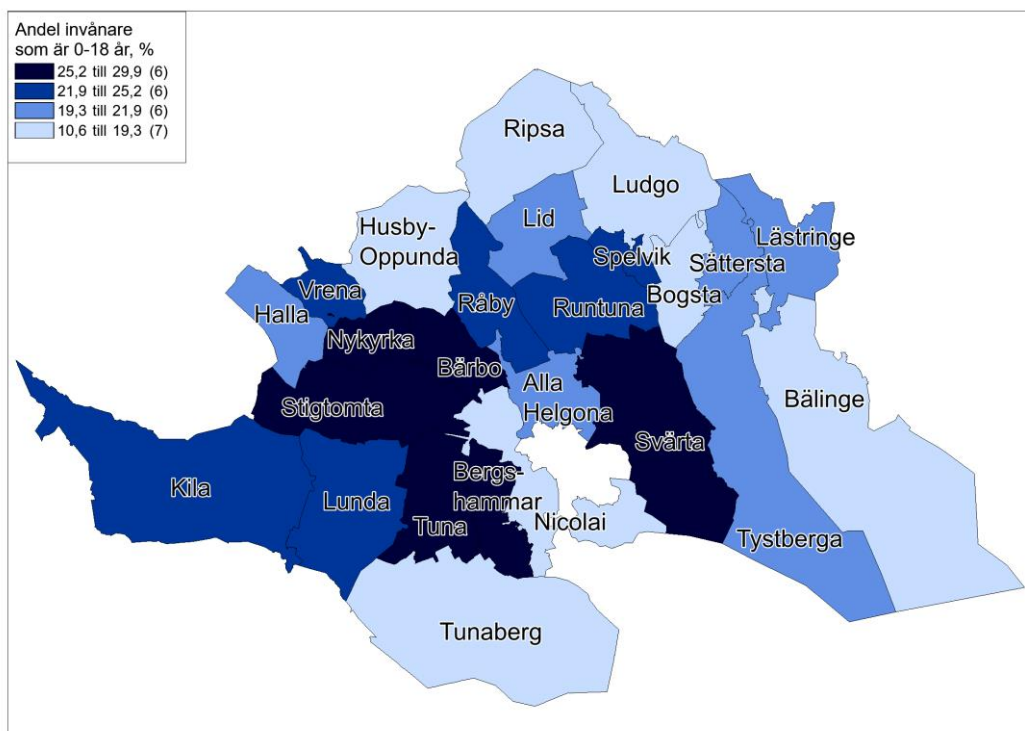 Andel invånare
som är 0-18 år, %
25,2 till 29,9 (6)
21,9 till 25,2 (6)
19,3 till 21,9 (6)
10,6 till 19,3 (7)
Ripsa
Ludgo
Husby-
Oppunda
Lid
Lästringe
Spelvik
Sättersta
Vrena
Bogsta
Halla
Råby
Runtuna
Nykyrka
Bärbo
Alla
Helgona
Stigtomta
Bälinge
Svärta
Kila
Lunda
Bergs-
hammar
Tuna
Nicolai
Tystberga
Tunaberg